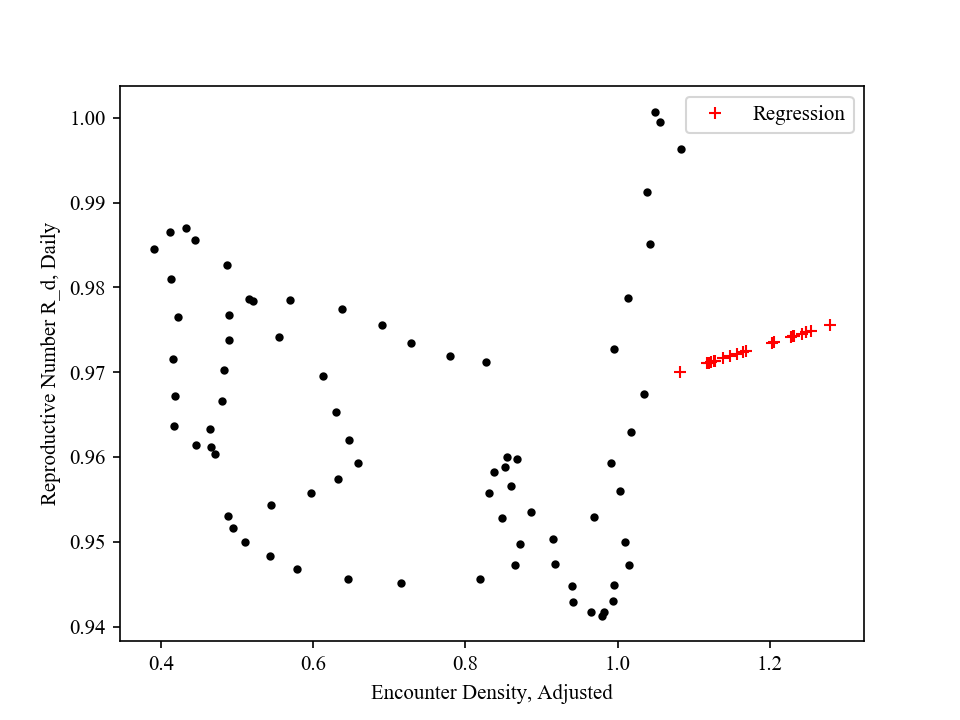 Regression
1.00
0.99
0.98
0.97
0.96
0.95
0.94
Reproductive Number R_d, Daily
0.4 0.6 0.8 1.0 1.2
Encounter Density, Adjusted